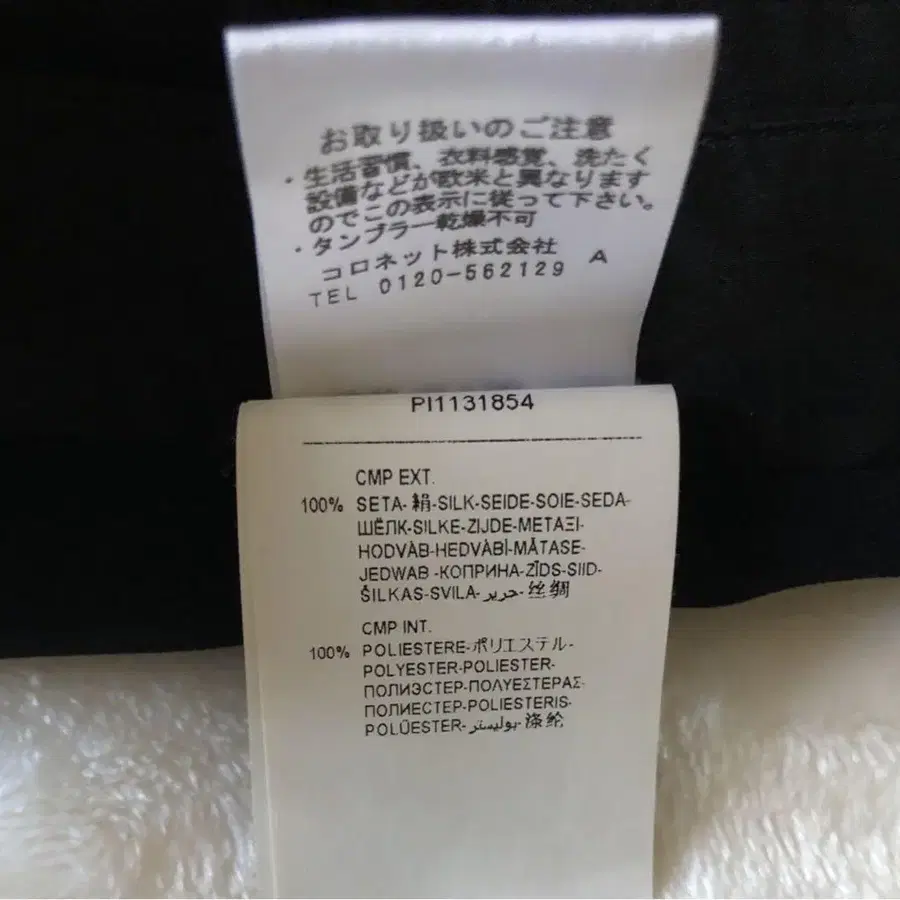 お取り扱いのご注意
・生活習慣、衣料感覚、洗たく
設備などが欧米と異なります
のでこの表示に従って下さい。
・タンブラー乾燥不可
コロネット株式会社
TEL 0120-562129 A
PI1131854
CMP EXT.
100% SETA-絹-SILK-SEIDE-SOIE-SEDA-
ШЁЛК-SILKE-ZIJDE-ΜΕΤΑΞΙ-
HODVÀB-HEDVÀBÌ-MĂTASE-
JEDWAB -КОПРИНА-ZĪDS-SIID-
ŠILKAS-SVILA-حرير-丝绸
CMP INT.
100% POLIESTERE-ポリエステル-
POLYESTER-POLIESTER-
ПОЛИЭСТЕР-ΠΟΛΥΕΣΤΕΡΑΣ-
ПОЛИЕСТЕР-POLIESTERIS-
POLÜESTER-بوليستر-涤纶